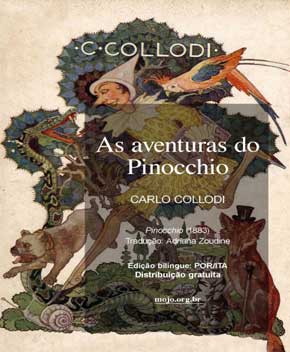 · C · COLLODI ·
As aventuras do
Pinocchio
CARLO COLLODI
Pinocchio (1883)
Tradução: Adriana Zoudine
Edição bilíngue: POR/ITA
Distribuição gratuita
mojo.org.br